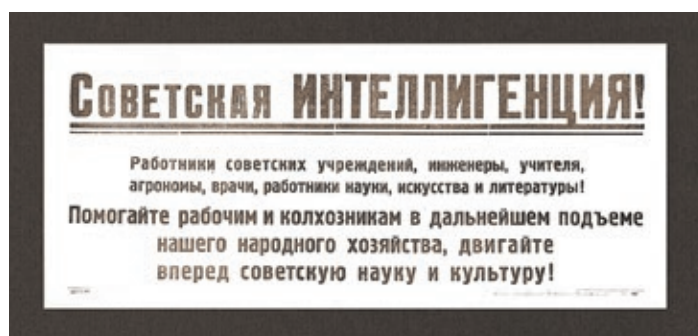 Советская ИНТЕЛЛИГЕНЦИЯ!
Работники советских учреждений, инженеры, учителя,
агрономы, врачи, работники науки, искусства и литературы!
Помогайте рабочим и колхозникам в дальнейшем подъеме
нашего народного хозяйства, двигайте
вперед советскую науку и культуру!